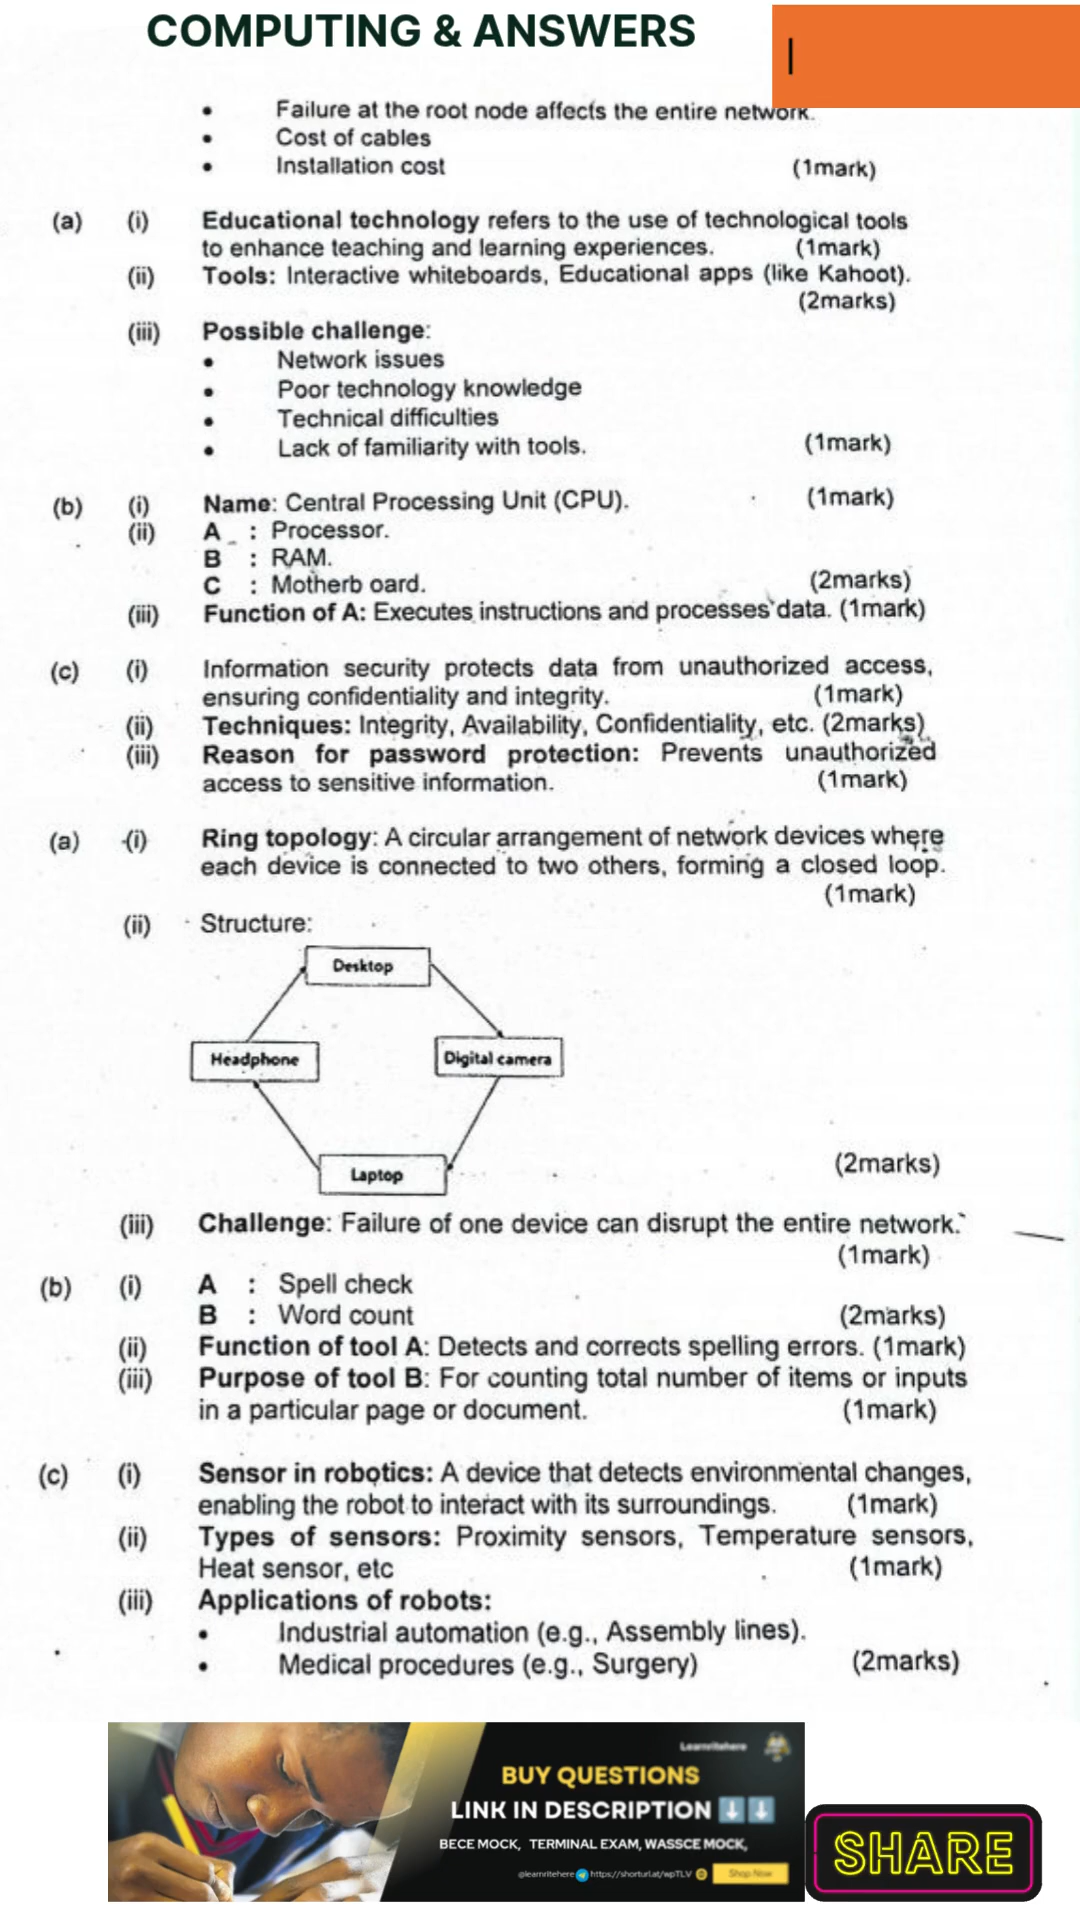 COMPUTING & ANSWERS
• Failure at the root node affects the entire network.
• Cost of cables
• Installation cost (1mark)
(a) (i) Educational technology refers to the use of technological tools
to enhance teaching and learning experiences. (1mark)
(ii) Tools: Interactive whiteboards, Educational apps (like Kahoot).
(2marks)
(iii) Possible challenge:
• Network issues
• Poor technology knowledge
• Technical difficulties
• Lack of familiarity with tools. (1mark)
(b) (i) Name: Central Processing Unit (CPU). (1mark)
(ii) A : Processor.
B : RAM.
C : Motherb oard. (2marks)
(iii) Function of A: Executes instructions and processes data. (1mark)
(c) (i) Information security protects data from unauthorized access,
ensuring confidentiality and integrity. (1mark)
(ii) Techniques: Integrity, Availability, Confidentiality, etc. (2marks)
(iii) Reason for password protection: Prevents unauthorized
access to sensitive information. (1mark)
(a) (i) Ring topology: A circular arrangement of network devices where
each device is connected to two others, forming a closed loop.
(1mark)
(ii) Structure:
Desktop
Headphone Digital camera
Laptop
(2marks)
(iii) Challenge: Failure of one device can disrupt the entire network.
(1mark)
(b) (i) A : Spell check
B : Word count (2marks)
(ii) Function of tool A: Detects and corrects spelling errors. (1mark)
(iii) Purpose of tool B: For counting total number of items or inputs
in a particular page or document. (1mark)
(c) (i) Sensor in robotics: A device that detects environmental changes,
enabling the robot to interact with its surroundings. (1mark)
(ii) Types of sensors: Proximity sensors, Temperature sensors,
Heat sensor, etc (1mark)
(iii) Applications of robots:
• Industrial automation (e.g., Assembly lines).
• Medical procedures (e.g., Surgery) (2marks)
Learnritehere
BUY QUESTIONS
LINK IN DESCRIPTION
BECE MOCK, TERMINAL EXAM, WASSCE MOCK,
@learnritehere https://shorturl.at/wpTLV Shop Now
SHARE